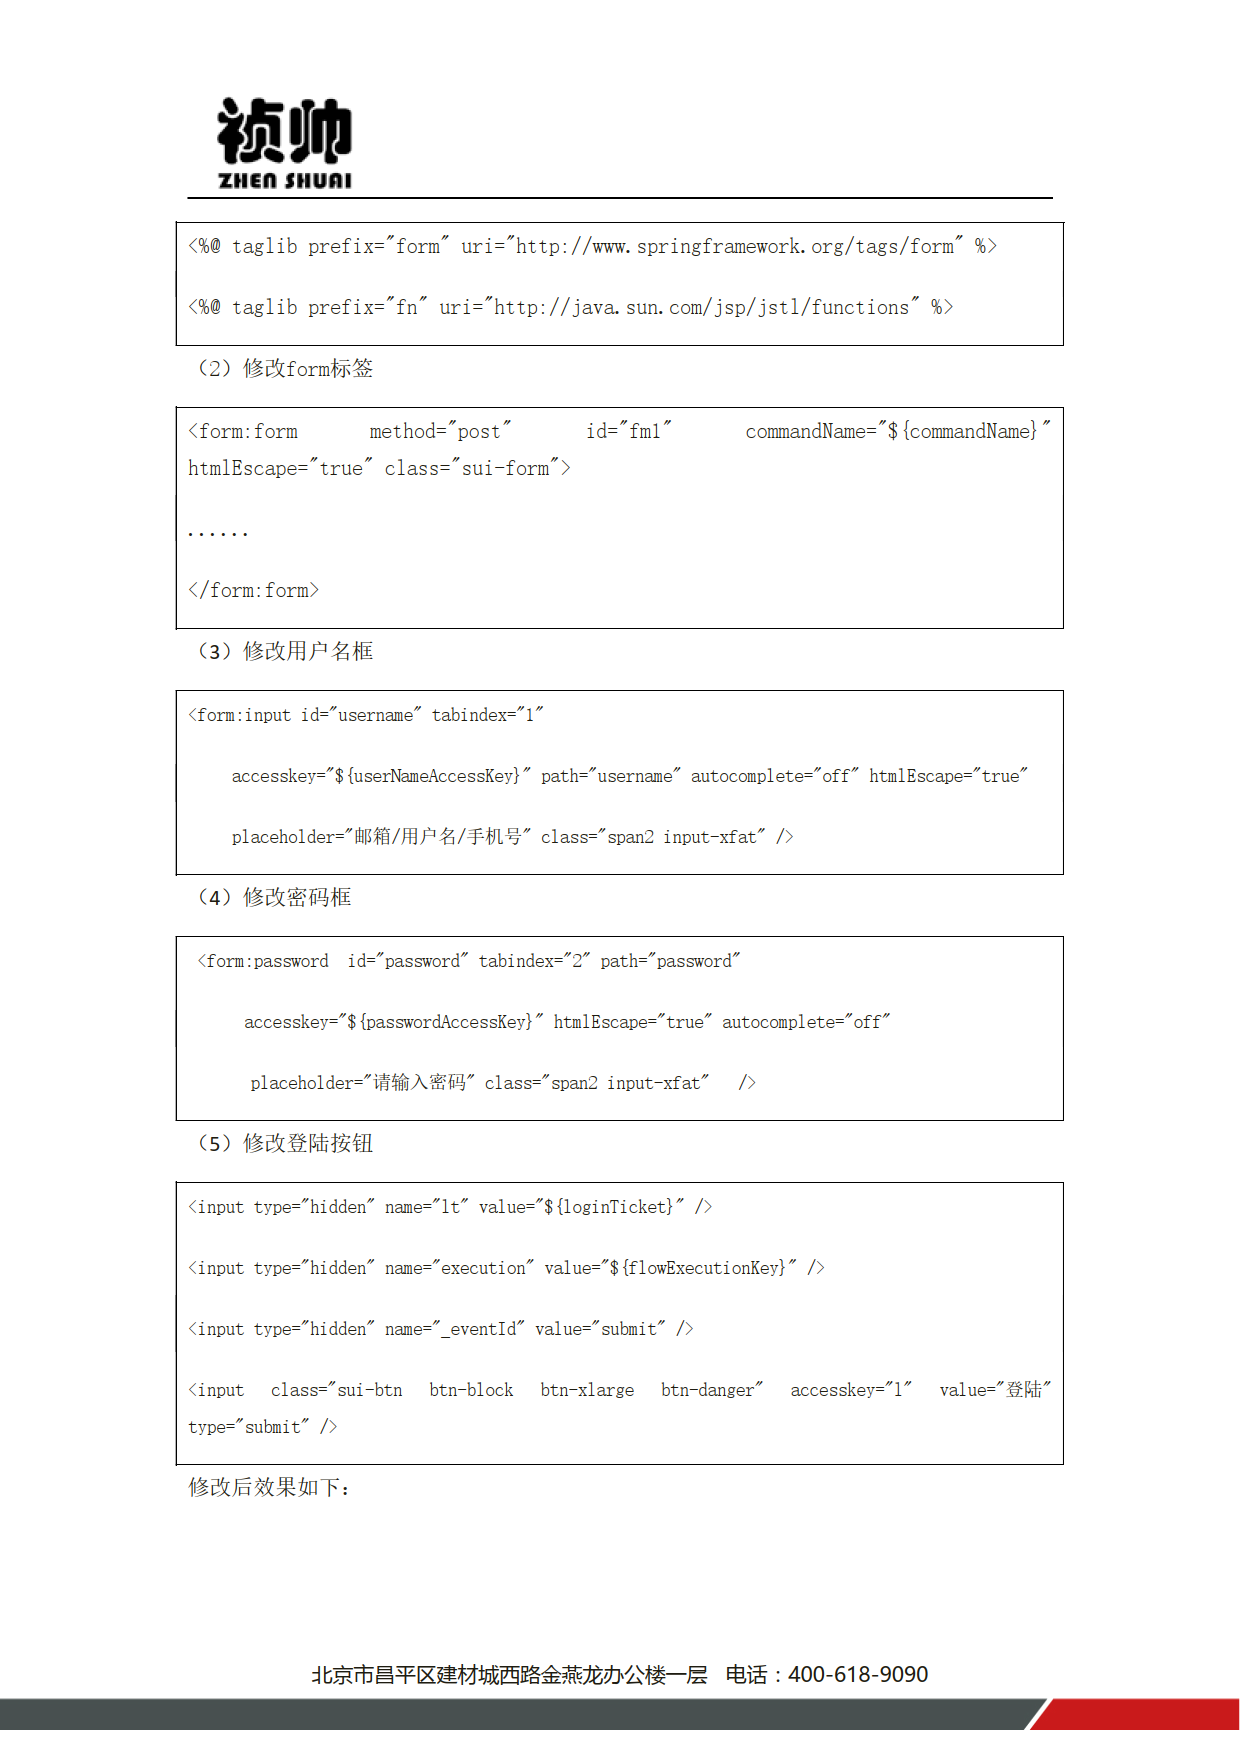 祯帅
ZHEN SHUAI
<%@ taglib prefix="form" uri="http://www.springframework.org/tags/form" %>
<%@ taglib prefix="fn" uri="http://java.sun.com/jsp/jstl/functions" %>
（2）修改form标签
<form:form method="post" id="fm1" commandName="${commandName}"
htmlEscape="true" class="sui-form">
......
</form:form>
（3）修改用户名框
<form:input id="username" tabindex="1"
accesskey="${userNameAccessKey}" path="username" autocomplete="off" htmlEscape="true"
placeholder="邮箱/用户名/手机号" class="span2 input-xfat" />
（4）修改密码框
<form:password id="password" tabindex="2" path="password"
accesskey="${passwordAccessKey}" htmlEscape="true" autocomplete="off"
placeholder="请输入密码" class="span2 input-xfat" />
（5）修改登陆按钮
<input type="hidden" name="lt" value="${loginTicket}" />
<input type="hidden" name="execution" value="${flowExecutionKey}" />
<input type="hidden" name="_eventId" value="submit" />
<input class="sui-btn btn-block btn-xlarge btn-danger" accesskey="l" value="登陆"
type="submit" />
修改后效果如下：
北京市昌平区建材城西路金燕龙办公楼一层 电话：400-618-9090